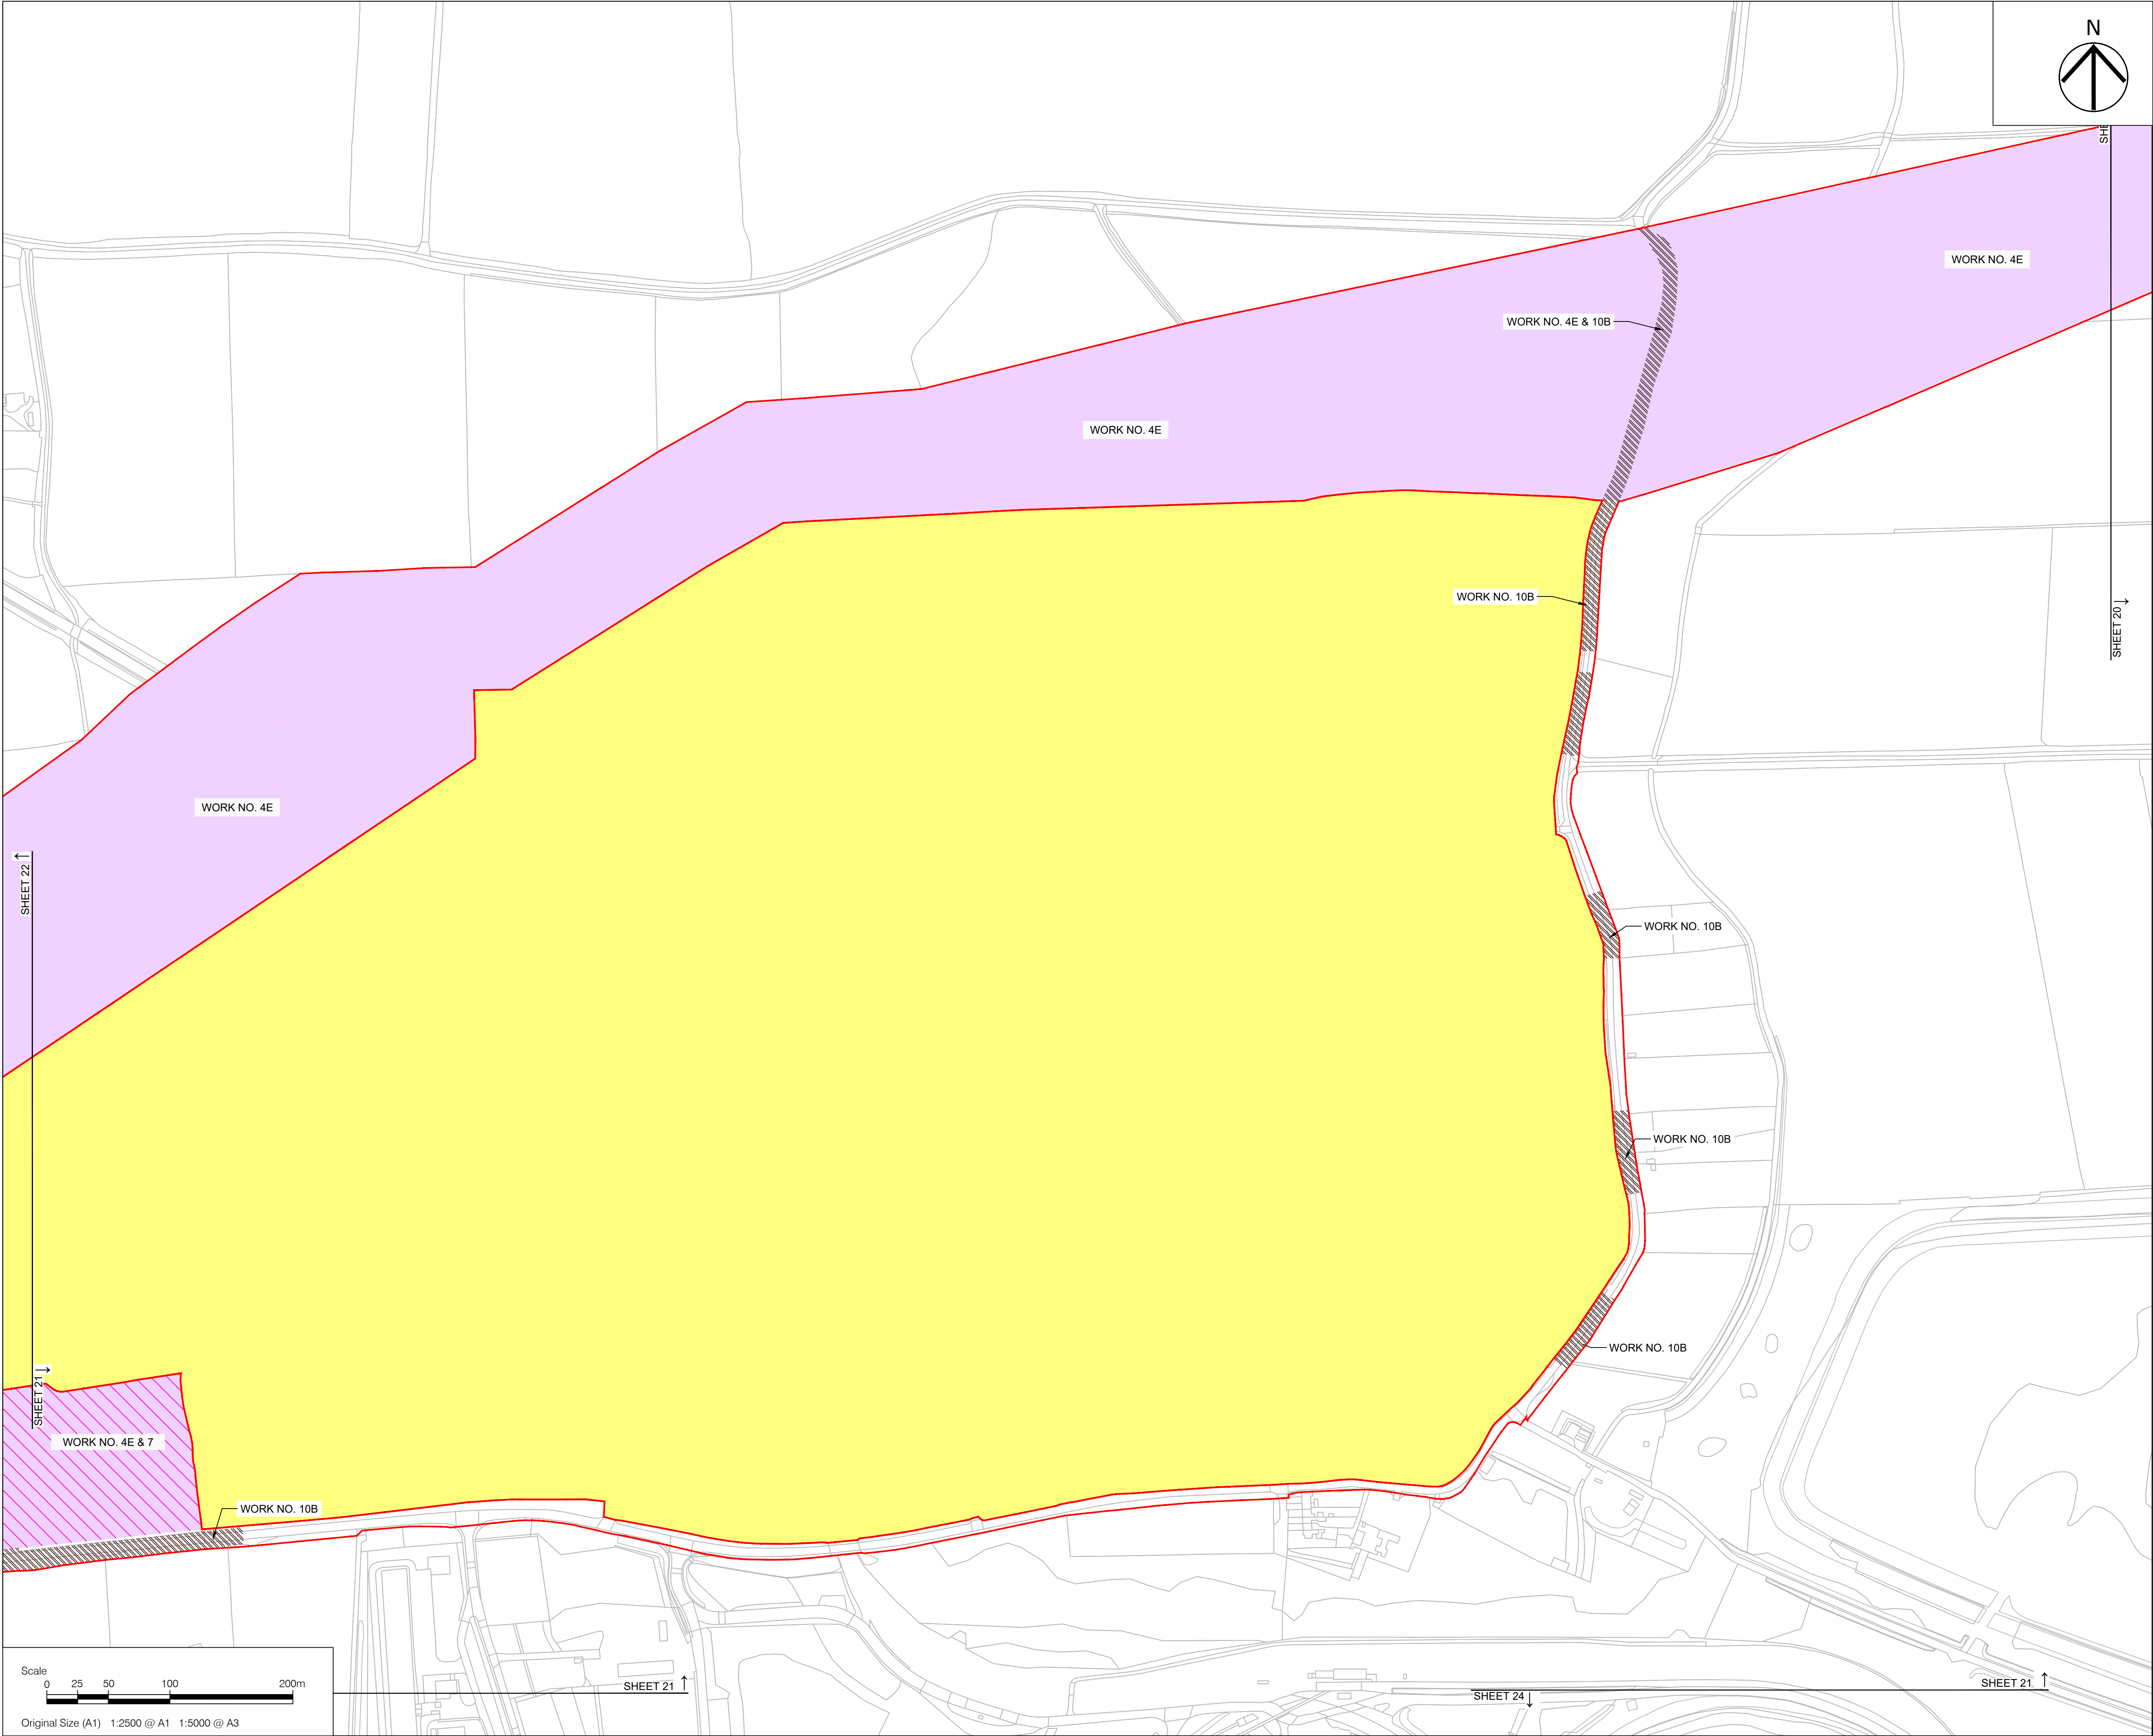 N
SHE
WORK NO. 4E
WORK NO. 4E & 10B
WORK NO. 4E
WORK NO. 10B
SHEET 20
WORK NO. 4E
SHEET 22
WORK NO. 10B
WORK NO. 10B
WORK NO. 10B
SHEET 21
WORK NO. 4E & 7
WORK NO. 10B
Scale
0 25 50 100 200m
Original Size (A1) 1:2500 @ A1 1:5000 @ A3
SHEET 21
SHEET 24
SHEET 21